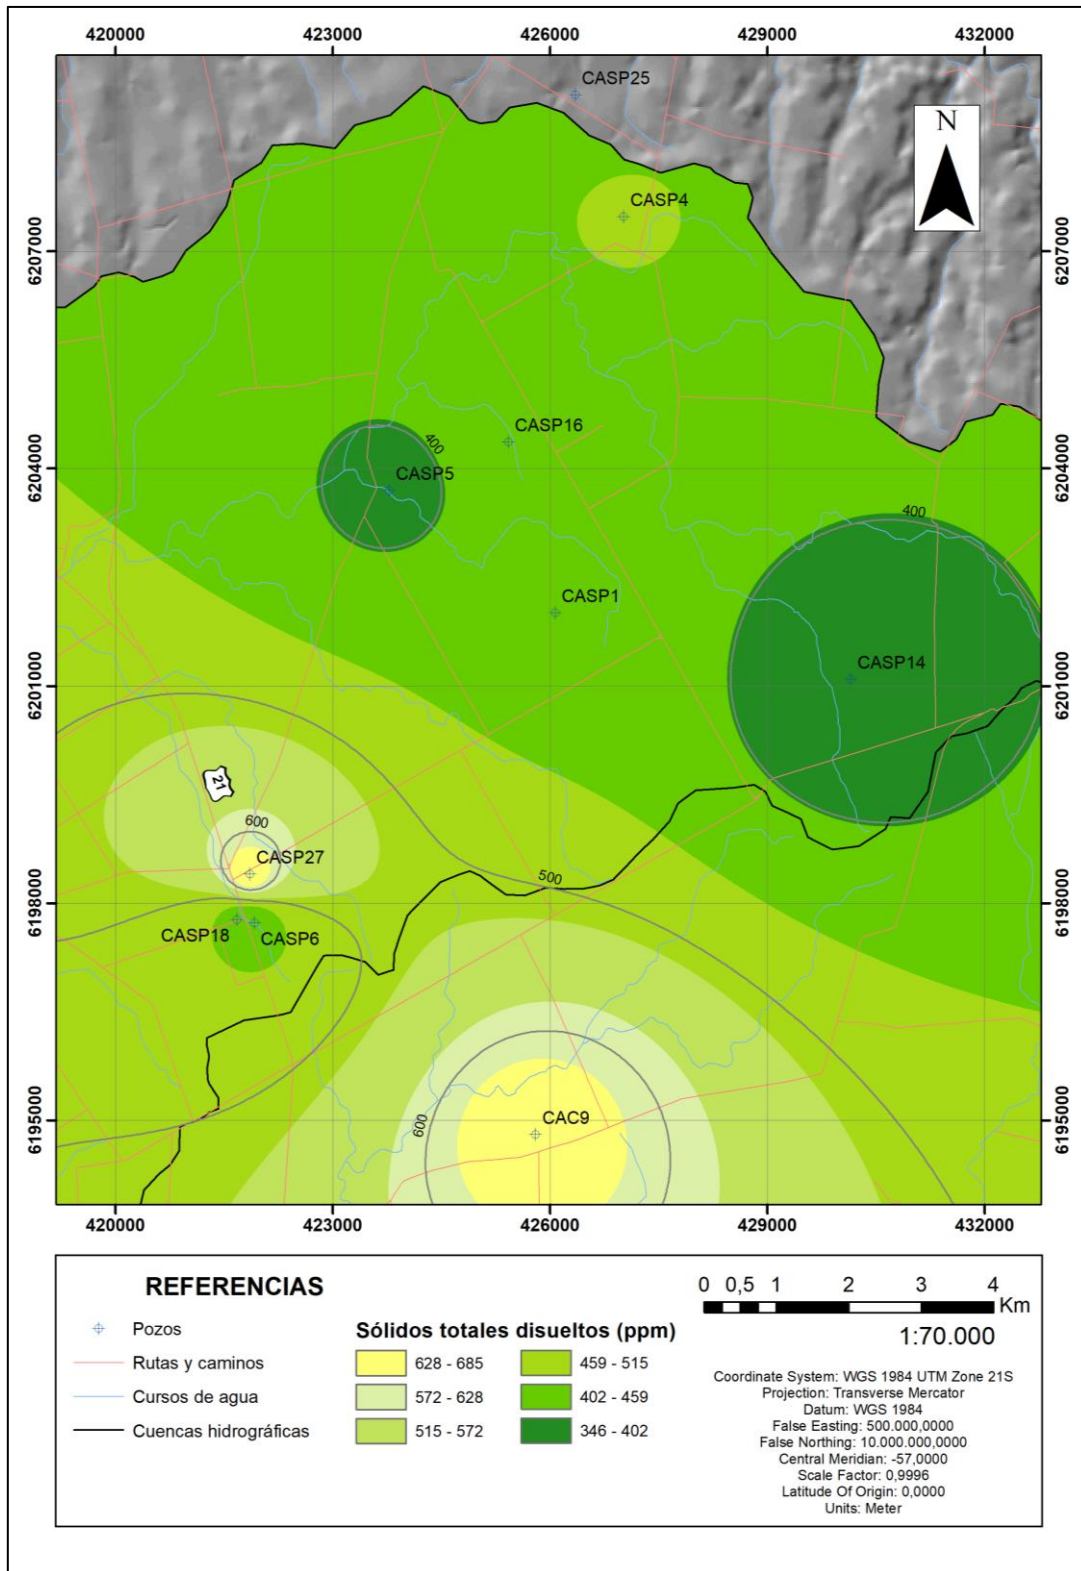 420000 423000 426000 429000 432000
CASP25
N
CASP4
6207000 6207000
CASP16
400
CASP5
6204000 6204000
400
CASP1
CASP14
6201000 6201000
21
600
CASP27
500
6198000 6198000
CASP18 CASP6
CAC9
600
6195000 6195000
420000 423000 426000 429000 432000
REFERENCIAS
Pozos
Rutas y caminos
Cursos de agua
Cuencas hidrográficas
Sólidos totales disueltos (ppm)
628 - 685 459 - 515
572 - 628 402 - 459
515 - 572 346 - 402
0 0,5 1 2 3 4
Km
1:70.000
Coordinate System: WGS 1984 UTM Zone 21S
Projection: Transverse Mercator
Datum: WGS 1984
False Easting: 500.000,0000
False Northing: 10.000.000,0000
Central Meridian: -57,0000
Scale Factor: 0,9996
Latitude Of Origin: 0,0000
Units: Meter